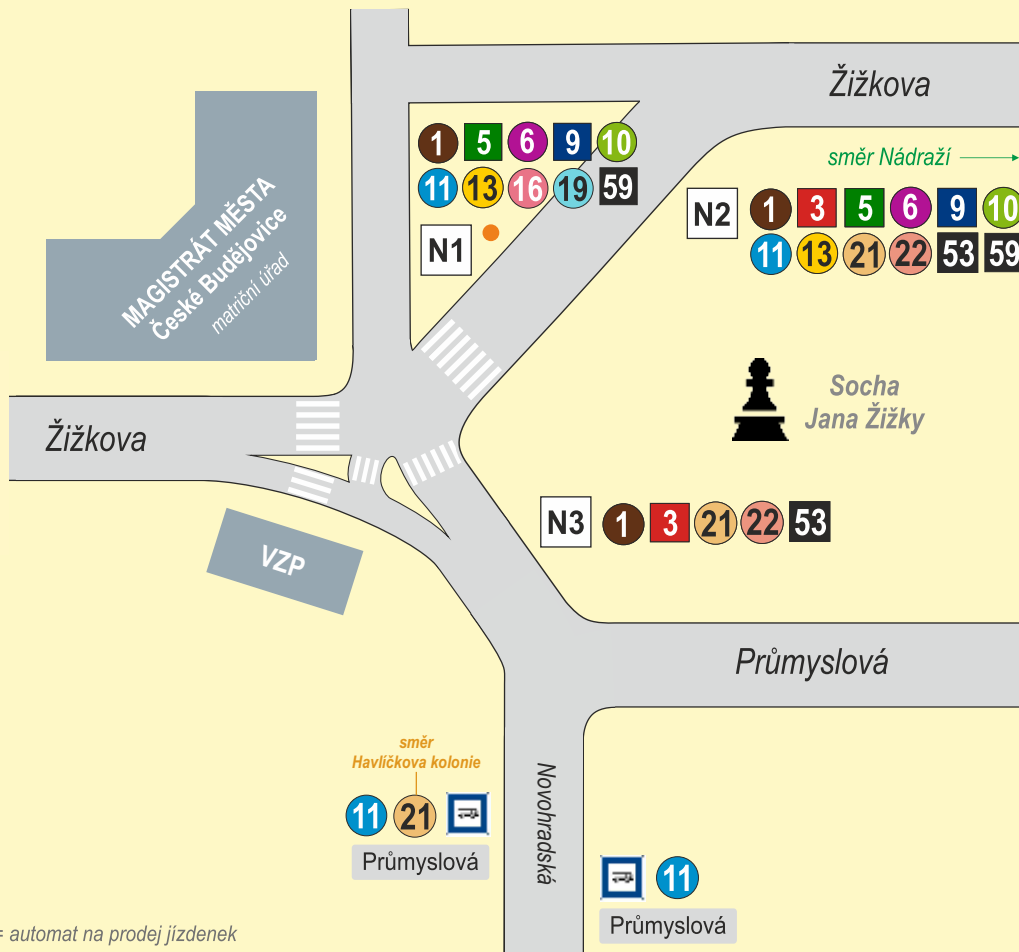 Žižkova
směr Nádraží
1 5 6 9 10
11 13 16 19 59
N1
N2
1 3 5 6 9 10
11 13 21 22 53 59
MAGISTRÁT MĚSTA
České Budějovice
matriční úřad
Socha
Jana Žižky
Žižkova
N3 1 3 21 22 53
VZP
Průmyslová
směr
Havlíčkova kolonie
11 21
Průmyslová
Novohradská
11
Průmyslová
= automat na prodej jízdenek